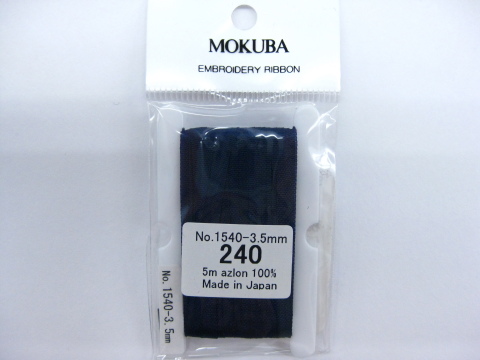 MOKUBA
EMBROIDERY RIBBON
No.1540-3.5mm
240
5m azlon 100%
Made in Japan
No. 1540-3. 5mm